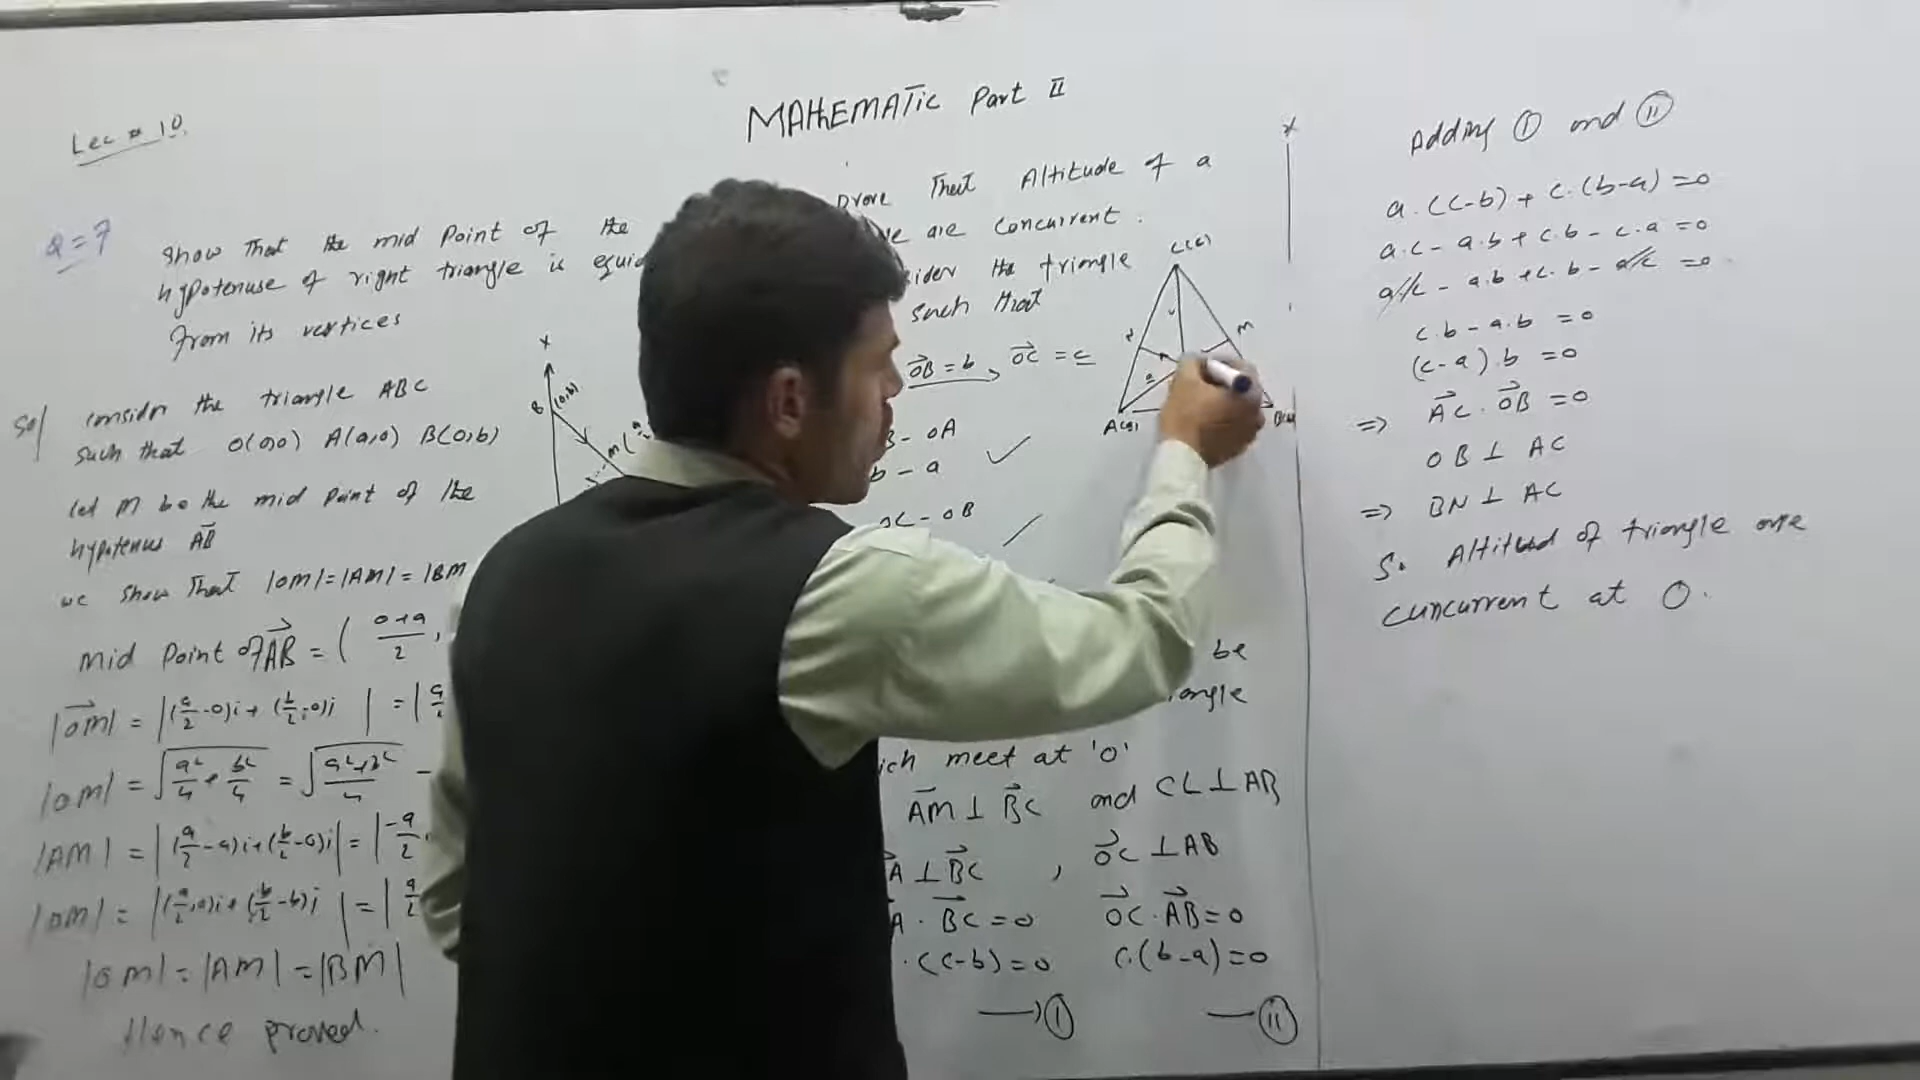 Lec # 10
MAtHEMATic Part II
Q=7
Show that the mid Point of the
hypotenuse of right triangle is
from its vertices
Sol
consider the triangle ABC
such that O(0,0) A(a,0) B(0,b)
Let M be the mid point of the
hypotenus AB
we show that |OM|=|AM|=|BM
Mid Point of AB = ( 0+a/2 ,
|OM| = |(a/2 -0)i + (b/2 -0)j | = |a/2
|OM| = √a²/4 + b²/4 = √a²+b²/4 -
|AM| = |(a/2 -a)i+(b/2 -0)j| = |-a/2
|OM| = |(a/2 -0)i+(b/2 -b)j | = |a/2
|OM| = |AM| = |BM|
Hence proved.
y
B (0,b)
M (a/2
Prove that Altitude of a
are concurrent.
the triangle
such that
OB = b, OC = c
- OA
b - a
OC - OB
C(c)
M
a
A(a)
be
meet at 'O'
AM ⊥ BC and CL ⊥ AB
A ⊥ BC , OC ⊥ AB
A . BC = 0 OC . AB = 0
. (c-b) = 0 c.(b-a) = 0
→ I — II
Adding I and II
a.(c-b) + c.(b-a) = 0
a.c - a.b + c.b - c.a = 0
a/c - a.b + c.b - a/c = 0
c.b - a.b = 0
(c-a).b = 0
=> AC . OB = 0
OB ⊥ AC
=> BN ⊥ AC
So Altitud of triangle are
cuncurrent at O.